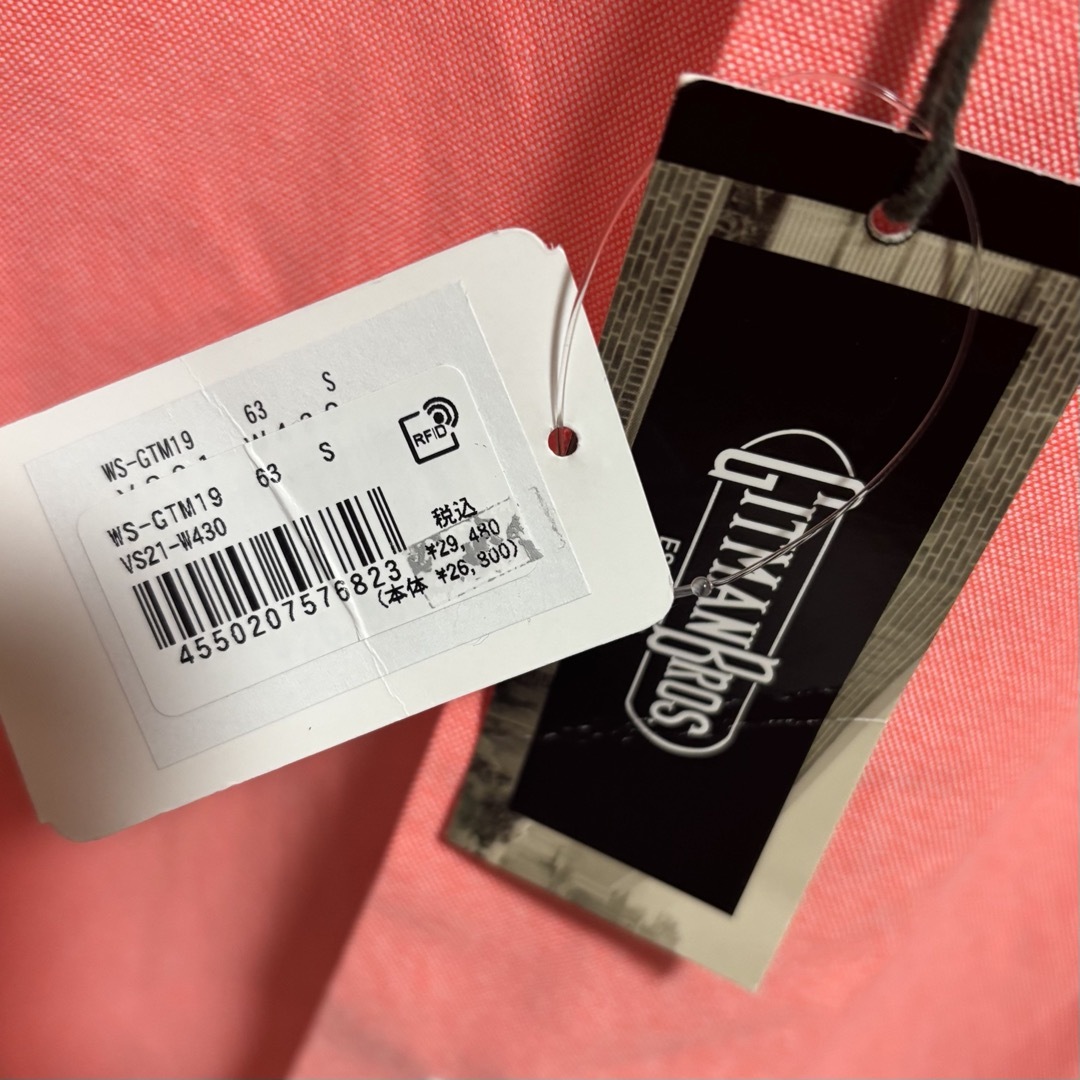 WS-GTM19 63 S
WS-GTM19 63 S
VS21-W430
RFID
4550207576823
税込
¥29,480
(本体 ¥26,800)
GITMAN BROS